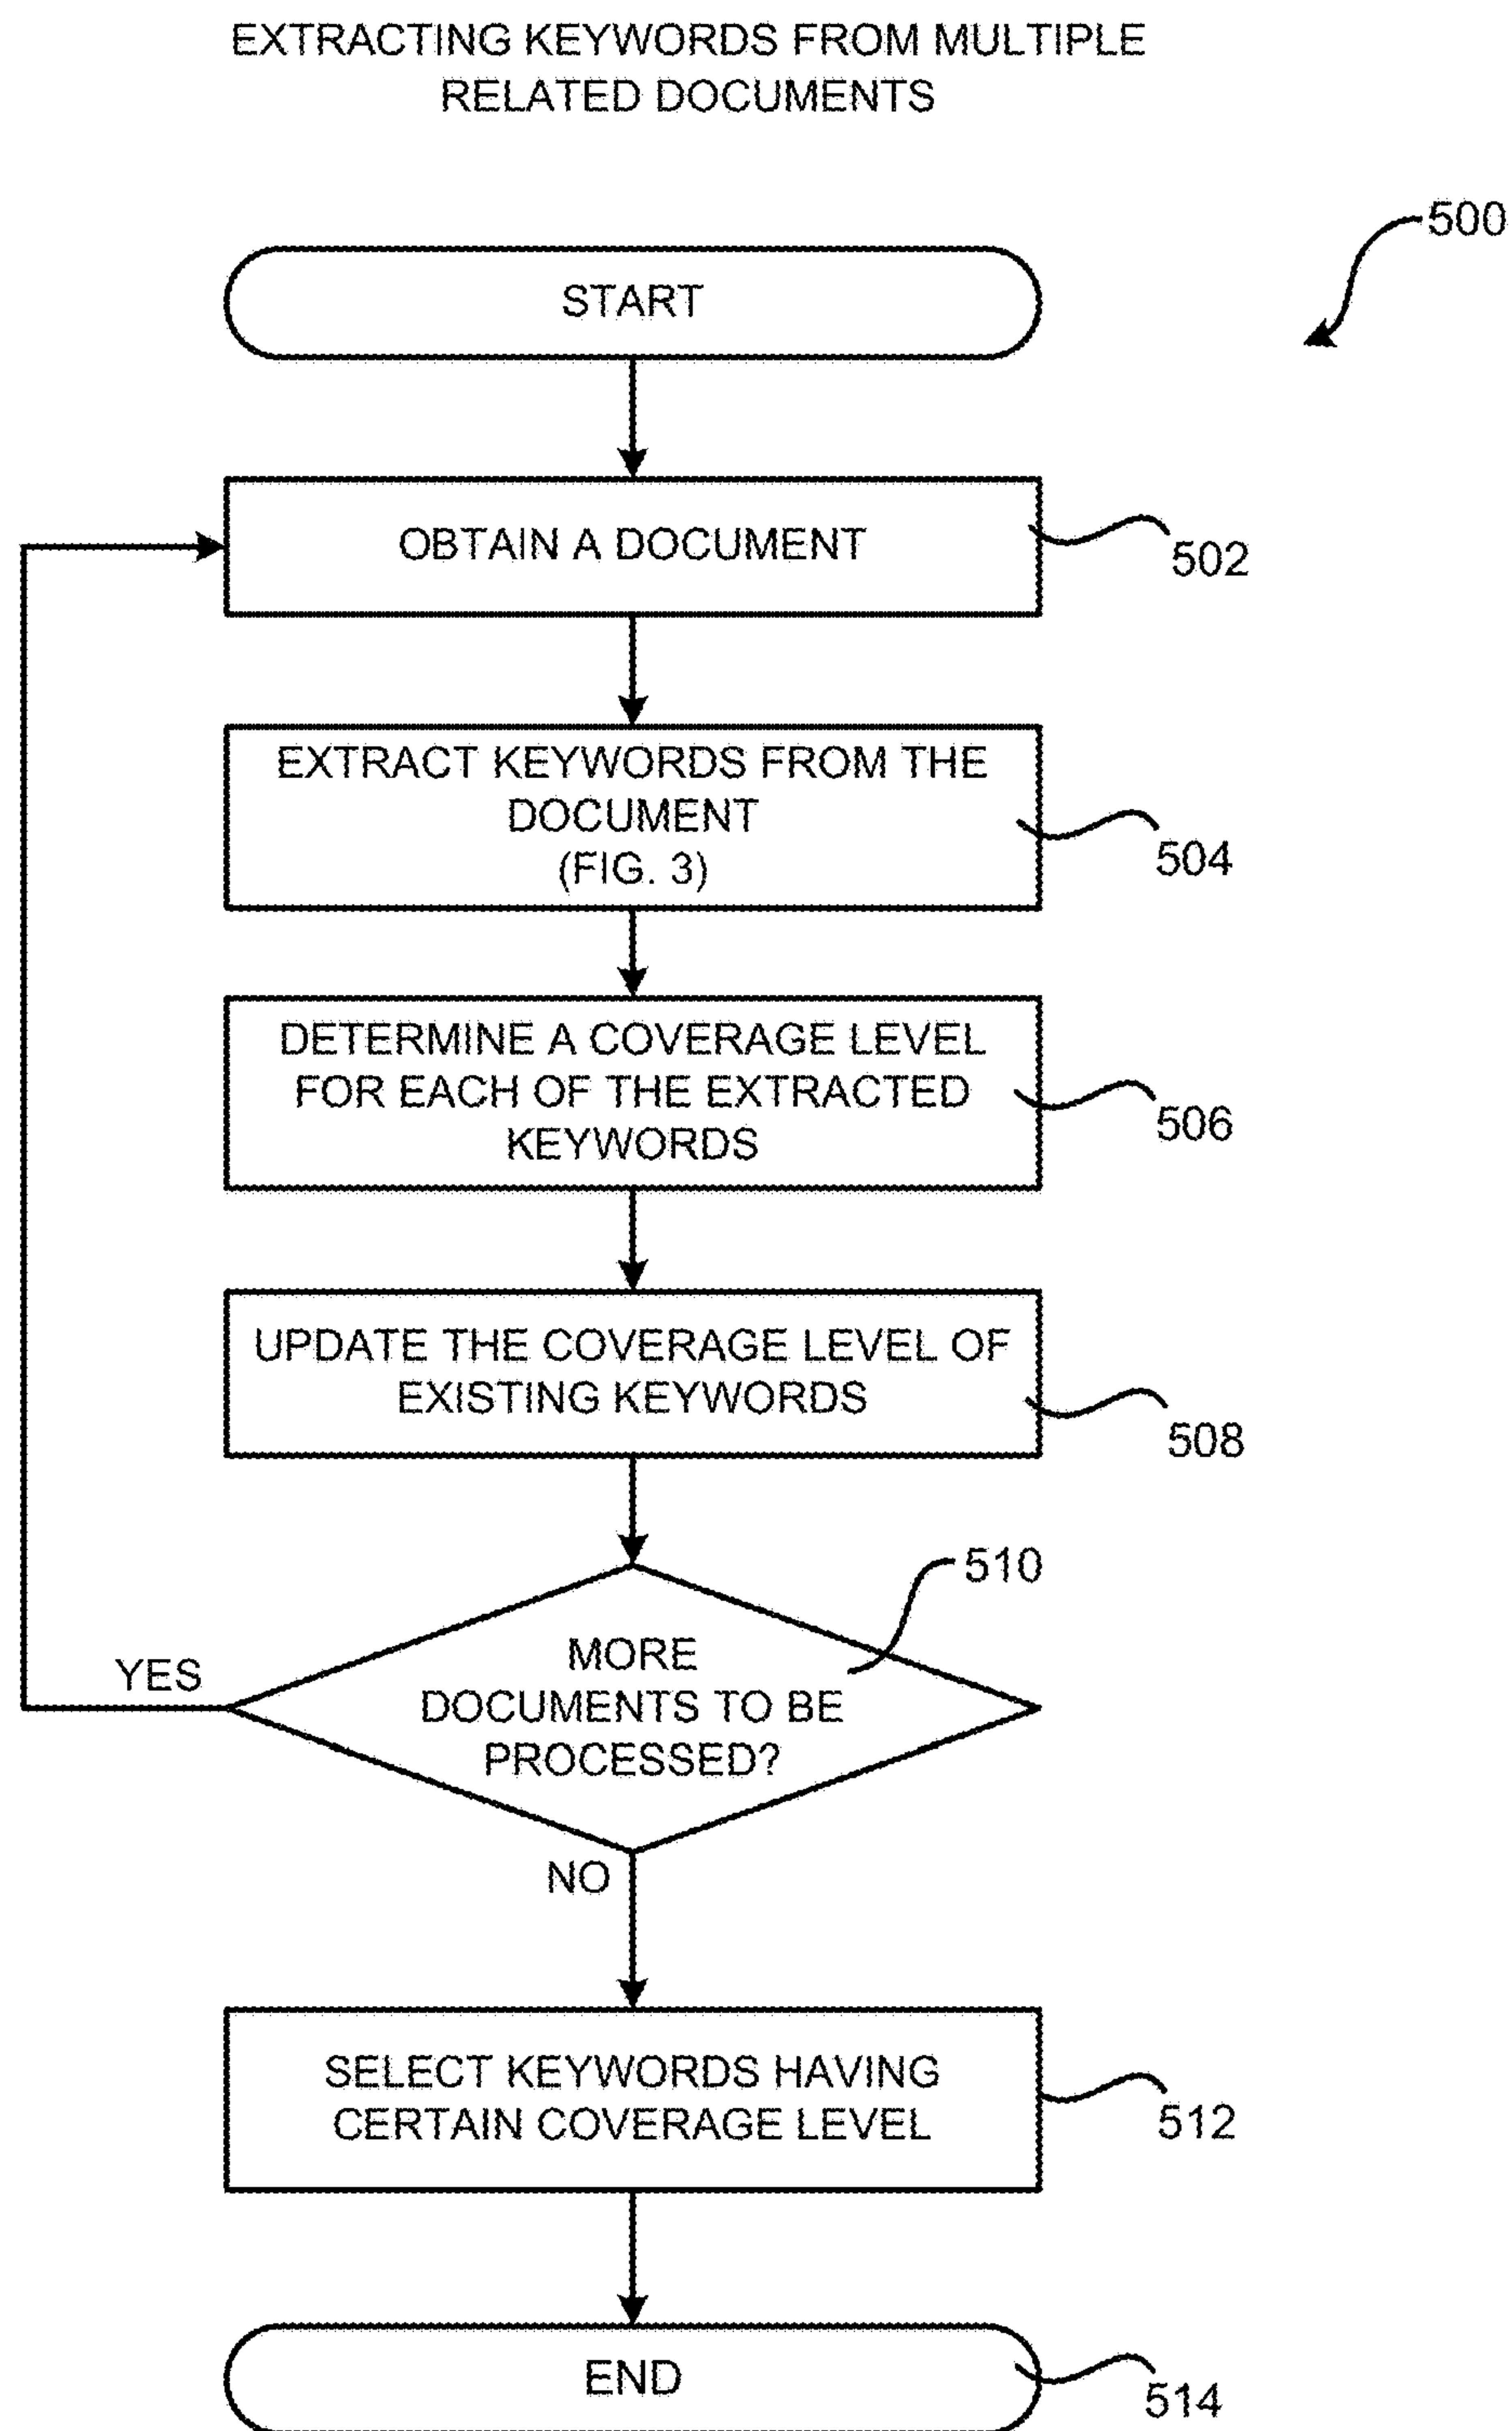 EXTRACTING KEYWORDS FROM MULTIPLE
RELATED DOCUMENTS
500
START
OBTAIN A DOCUMENT
502
EXTRACT KEYWORDS FROM THE
DOCUMENT
(FIG. 3)
504
DETERMINE A COVERAGE LEVEL
FOR EACH OF THE EXTRACTED
KEYWORDS
506
UPDATE THE COVERAGE LEVEL OF
EXISTING KEYWORDS
508
510
MORE
DOCUMENTS TO BE
PROCESSED?
YES
NO
SELECT KEYWORDS HAVING
CERTAIN COVERAGE LEVEL
512
END
514